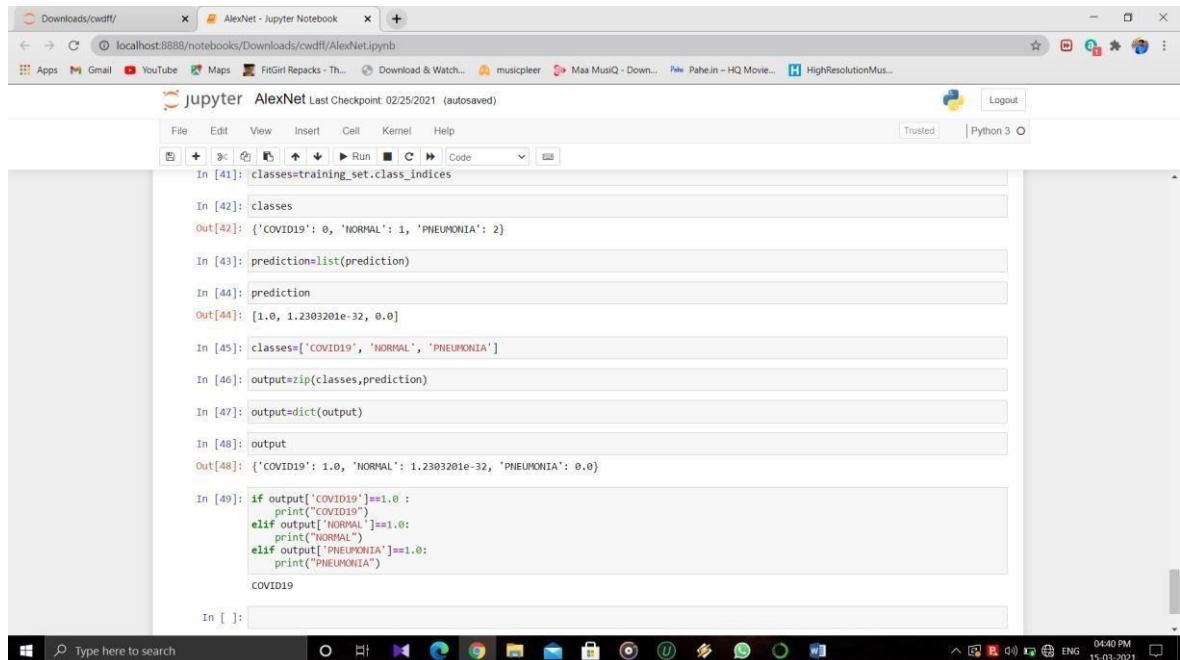 Downloads/cwdff/
AlexNet - Jupyter Notebook
localhost:8888/notebooks/Downloads/cwdff/AlexNet.ipynb
Apps Gmail YouTube Maps FitGirl Repacks - Th... Download & Watch... musicpleer Maa MusiQ - Down... Pahe.in – HQ Movie... HighResolutionMus...
jupyter AlexNet Last Checkpoint: 02/25/2021 (autosaved)
Logout
File Edit View Insert Cell Kernel Help
Trusted Python 3
Run Code
In [41]: classes=training_set.class_indices
In [42]: classes
Out[42]: {'COVID19': 0, 'NORMAL': 1, 'PNEUMONIA': 2}
In [43]: prediction=list(prediction)
In [44]: prediction
Out[44]: [1.0, 1.2303201e-32, 0.0]
In [45]: classes=['COVID19', 'NORMAL', 'PNEUMONIA']
In [46]: output=zip(classes,prediction)
In [47]: output=dict(output)
In [48]: output
Out[48]: {'COVID19': 1.0, 'NORMAL': 1.2303201e-32, 'PNEUMONIA': 0.0}
In [49]: if output['COVID19']==1.0 :
print("COVID19")
elif output['NORMAL']==1.0:
print("NORMAL")
elif output['PNEUMONIA']==1.0:
print("PNEUMONIA")
COVID19
In [ ]:
Type here to search
ENG
04:40 PM
15-03-2021